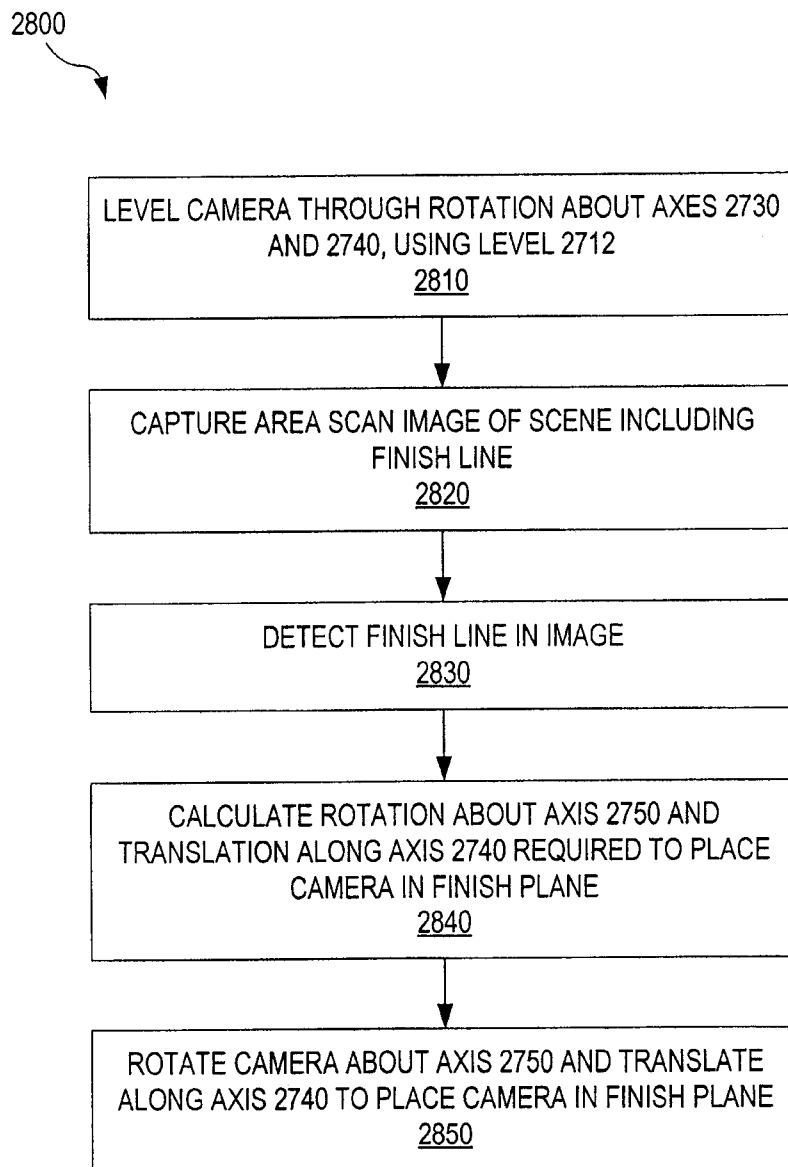 2800
LEVEL CAMERA THROUGH ROTATION ABOUT AXES 2730
AND 2740, USING LEVEL 2712
2810
CAPTURE AREA SCAN IMAGE OF SCENE INCLUDING
FINISH LINE
2820
DETECT FINISH LINE IN IMAGE
2830
CALCULATE ROTATION ABOUT AXIS 2750 AND
TRANSLATION ALONG AXIS 2740 REQUIRED TO PLACE
CAMERA IN FINISH PLANE
2840
ROTATE CAMERA ABOUT AXIS 2750 AND TRANSLATE
ALONG AXIS 2740 TO PLACE CAMERA IN FINISH PLANE
2850